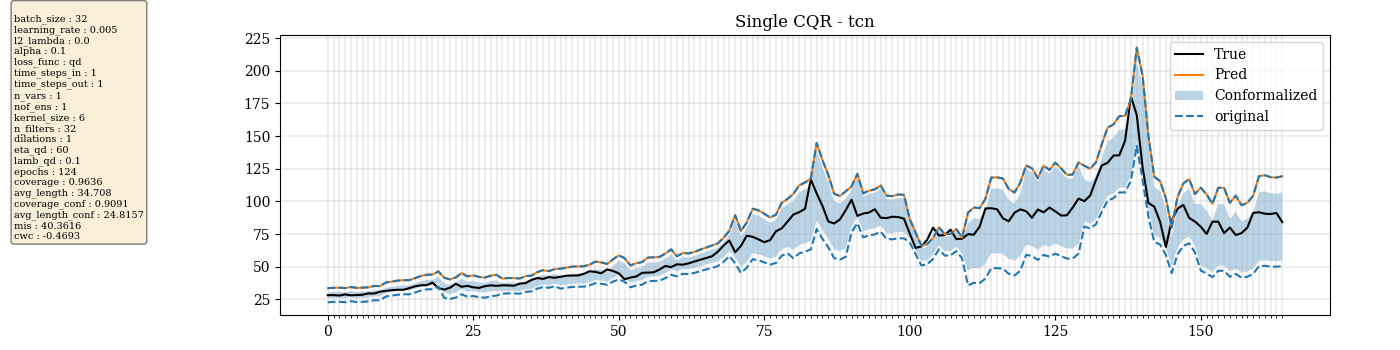 batch_size : 32
learning_rate : 0.005
l2_lambda : 0.0
alpha : 0.1
loss_func : qd
time_steps_in : 1
time_steps_out : 1
n_vars : 1
nof_ens : 1
kernel_size : 6
n_filters : 32
dilations : 1
eta_qd : 60
lamb_qd : 0.1
epochs : 124
coverage : 0.9636
avg_length : 34.708
coverage_conf : 0.9091
avg_length_conf : 24.8157
mis : 40.3616
cwc : -0.4693
Single CQR - tcn
225
200
175
150
125
100
75
50
25
0 25 50 75 100 125 150
True
Pred
Conformalized
original